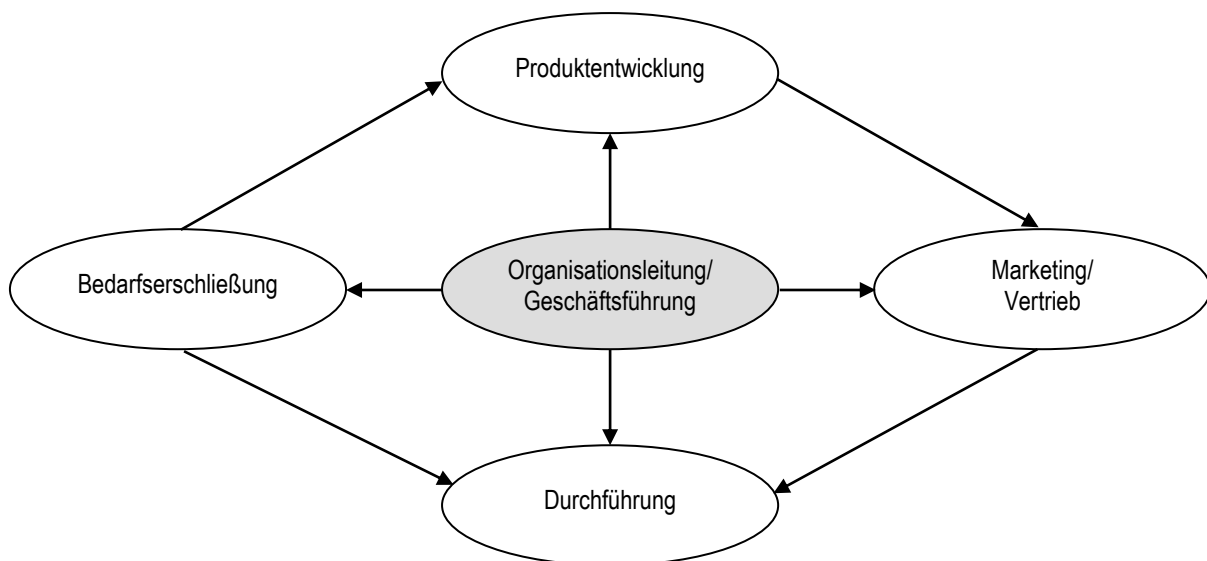 Produktentwicklung
Bedarfserschließung
Organisationsleitung/
Geschäftsführung
Marketing/
Vertrieb
Durchführung